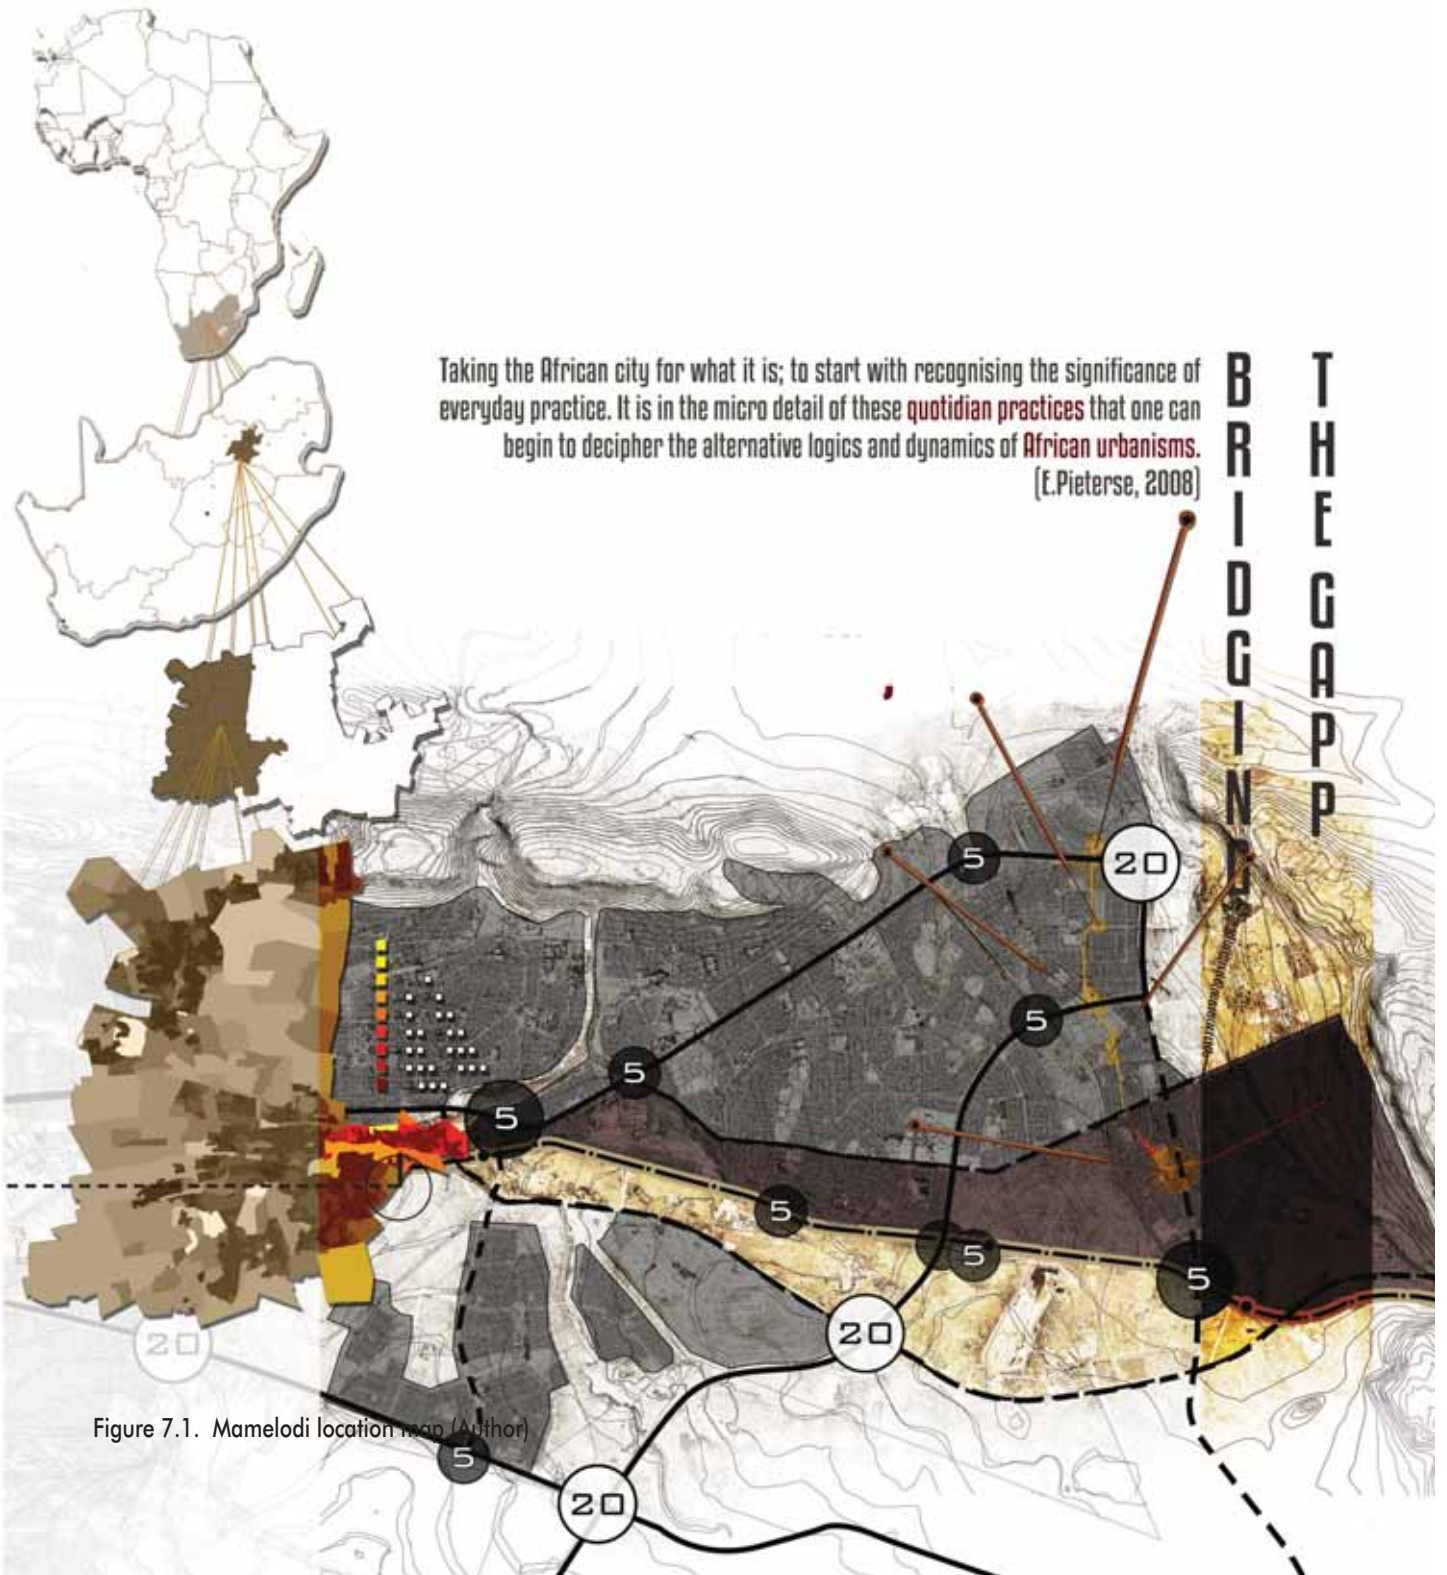 Taking the African city for what it is; to start with recognising the significance of
everyday practice. It is in the micro detail of these quotidian practices that one can
begin to decipher the alternative logics and dynamics of African urbanisms.
(E.Pieterse, 2008)
BRIDGING
THE GAPP
5
20
5
5
5
5
5
5
20
20
5
20
Figure 7.1. Mamelodi location map (Author)